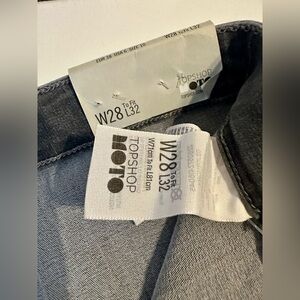 W28 To Fit L32
TOPSHOP
MOTO
W28 To Fit L32
W71cm To Fit L81cm
TOPSHOP
MOTO